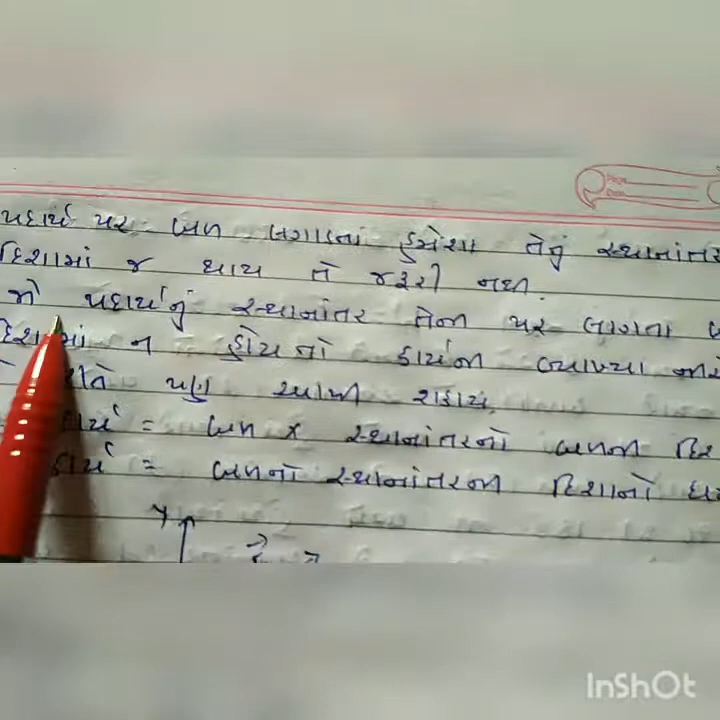 પદાર્થ પર બળ લગાડતાં હંમેશા તેનું સ્થાનાંતર
દિશામાં જ થાય તે જરૂરી નથી.
જો પદાર્થનું સ્થાનાંતર તેના પર લાગતા
દિશામાં ન હોય તો કાર્યની વ્યાખ્યા
રીતે પણ આપી શકાય.
કાર્ય = બળ × સ્થાનાંતરનો બળની
કાર્ય = બળનો સ્થાનાંતરની દિશાનો
Y
InShOt